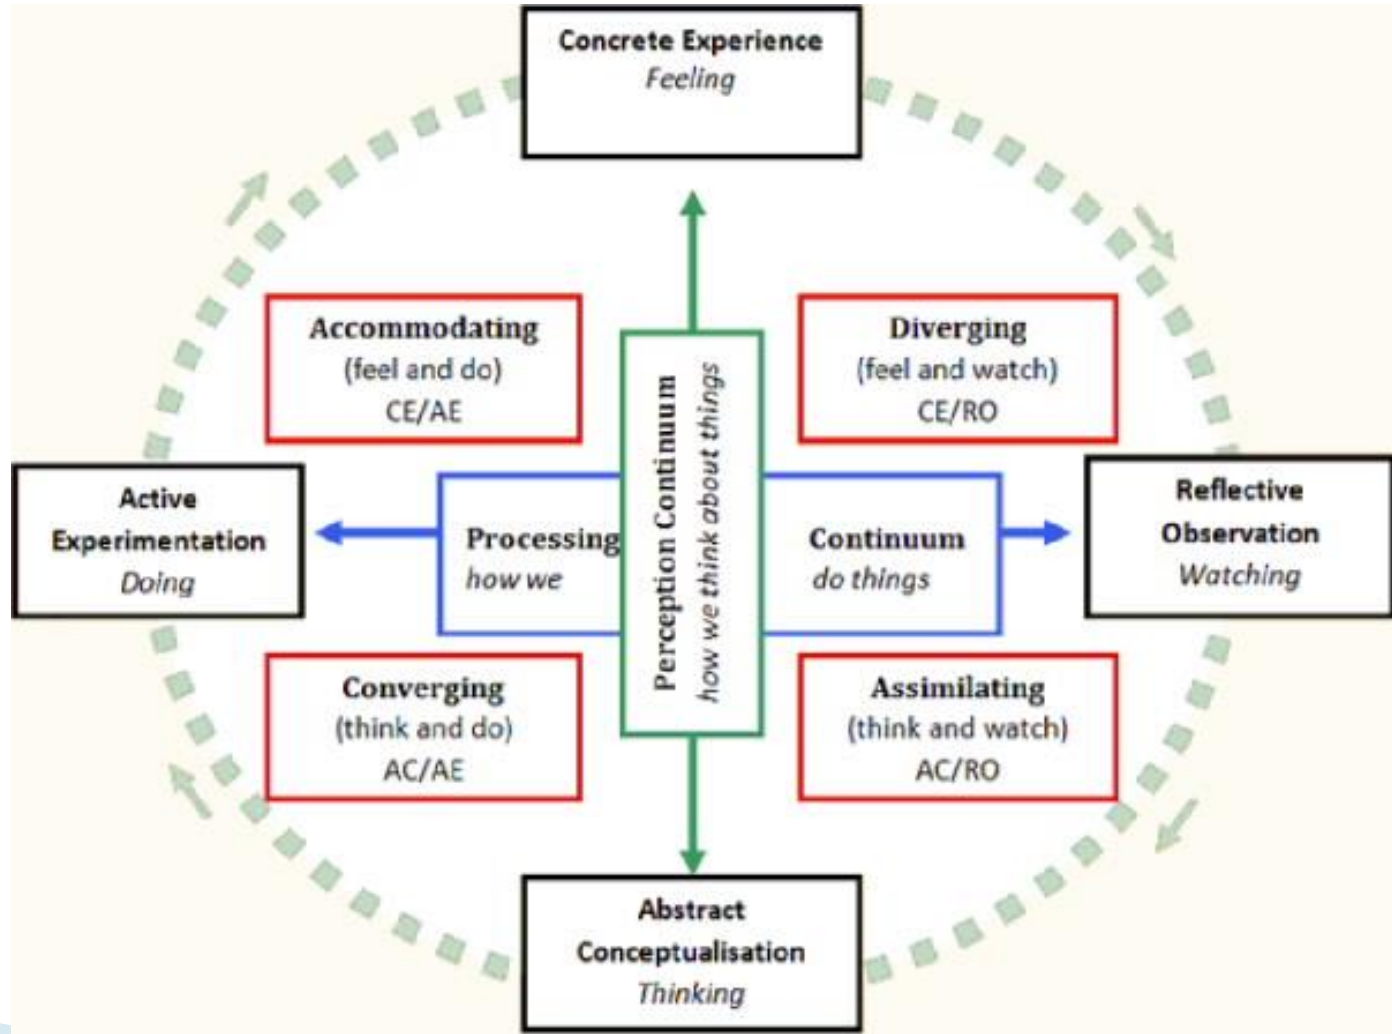 Concrete Experience
Feeling
Accommodating
(feel and do)
CE/AE
Diverging
(feel and watch)
CE/RO
Active
Experimentation
Doing
Processing
how we
Perception Continuum
how we think about things
Continuum
do things
Reflective
Observation
Watching
Converging
(think and do)
AC/AE
Assimilating
(think and watch)
AC/RO
Abstract
Conceptualisation
Thinking